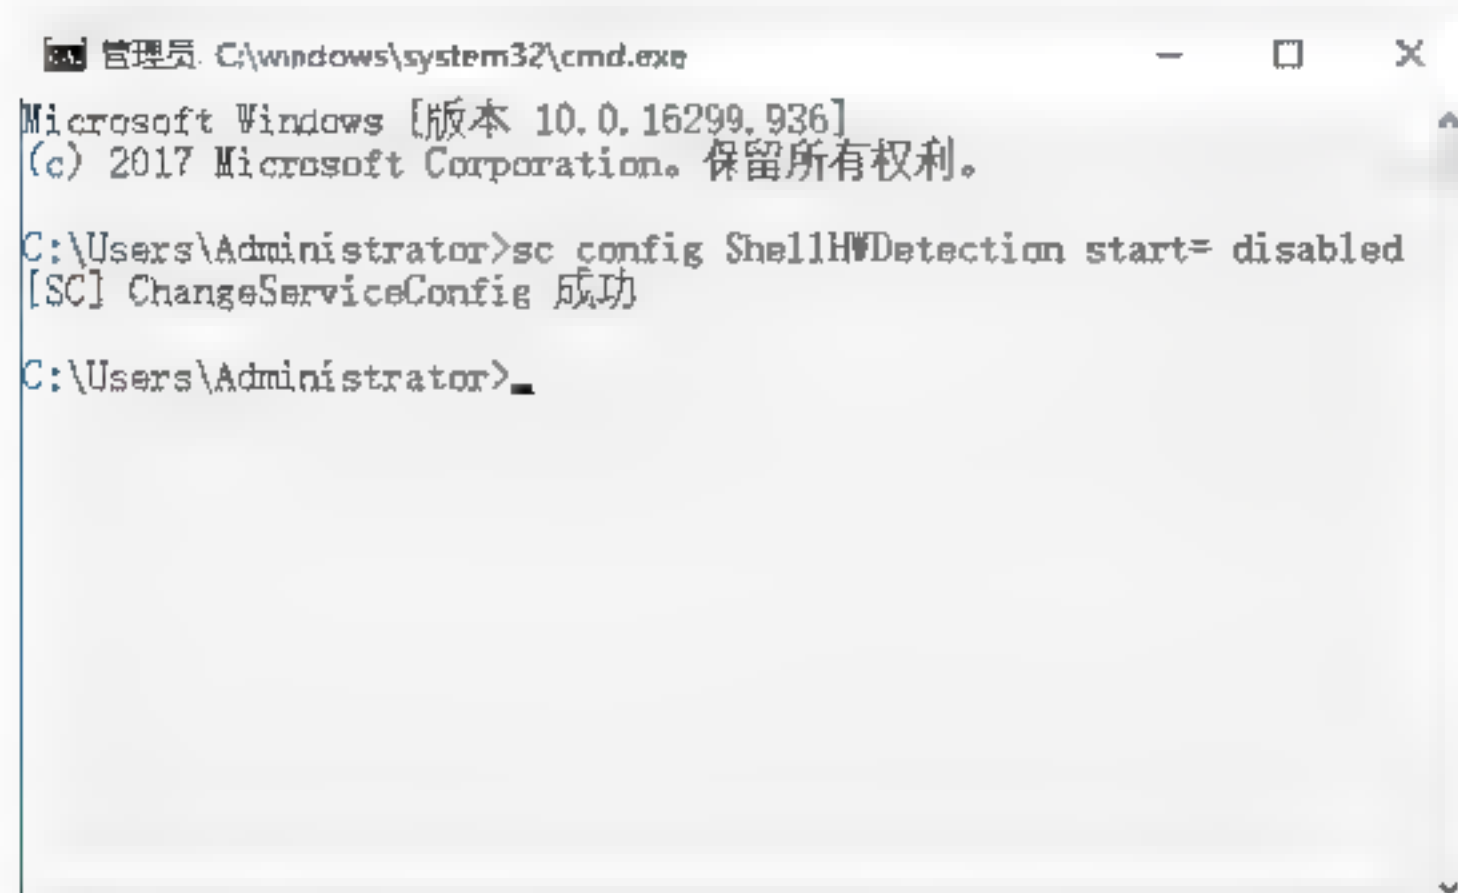 管理员: C:\windows\system32\cmd.exe
Microsoft Windows [版本 10.0.16299.936]
(c) 2017 Microsoft Corporation。保留所有权利。
C:\Users\Administrator>sc config ShellHWDetection start= disabled
[SC] ChangeServiceConfig 成功
C:\Users\Administrator>